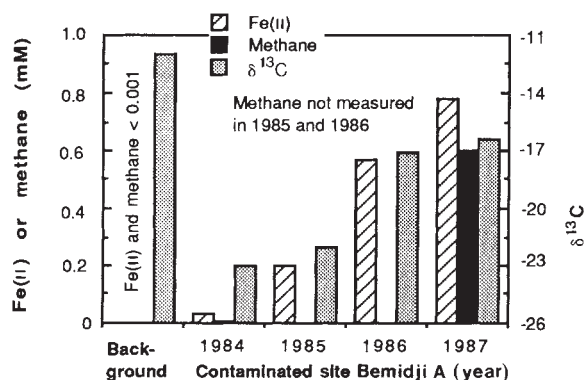 Fe(II)
Methane
δ13C
Methane not measured
in 1985 and 1986
Fe(II) and methane < 0.001
Fe(II) or methane (mM)
1.0
0.8
0.6
0.4
0.2
0
-11
-14
-17
-22
-23
-26
δ13C
Back-
ground
1984 1985 1986 1987
Contaminated site Bemidji A (year)